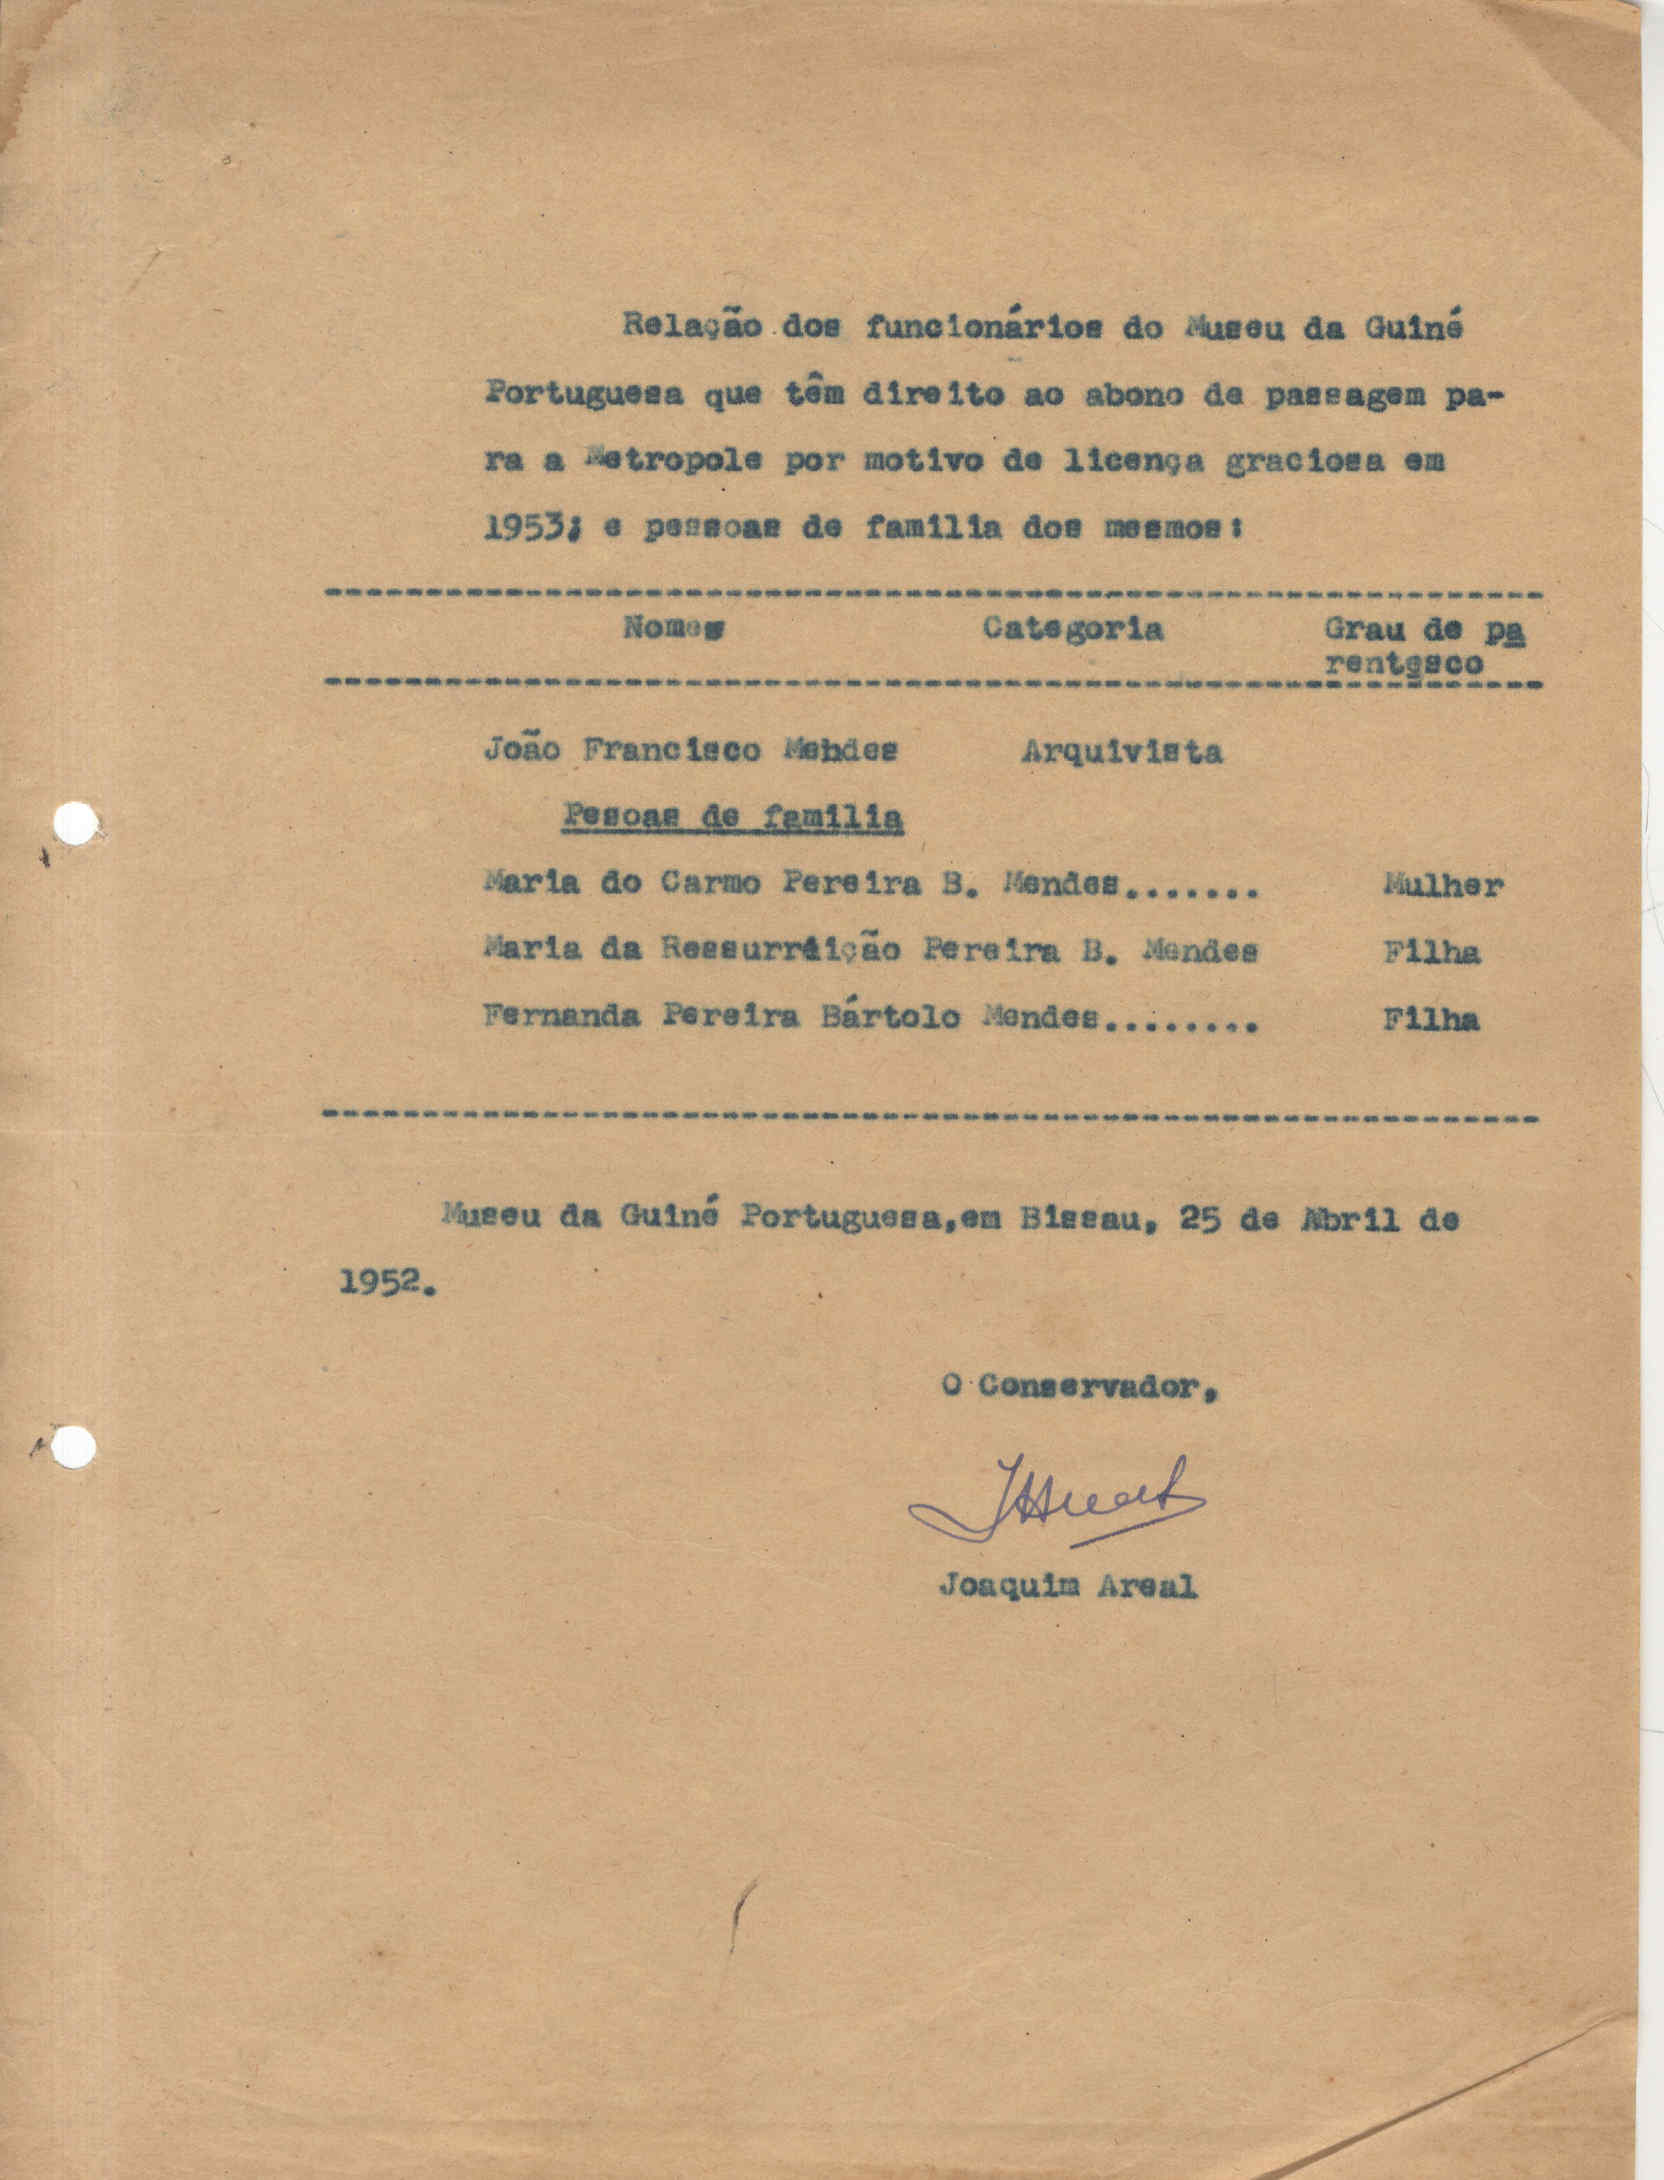 Relação dos funcionários do Museu da Guiné
Portuguesa que têm direito ao abono de passagem pa-
ra a Metropole por motivo de licença graciosa em
1953; e pessoas de familia dos mesmos:
Nomes Categoria Grau de pa
rentesco
João Francisco Mendes Arquivista
Pesoas de familia
Maria do Carmo Pereira B. Mendes....... Mulher
Maria da Ressurreição Pereira B. Mendes Filha
Fernanda Pereira Bártolo Mendes........ Filha
Museu da Guiné Portuguesa,em Bissau, 25 de Abril de
1952.
O Conservador,
JAreal
Joaquim Areal